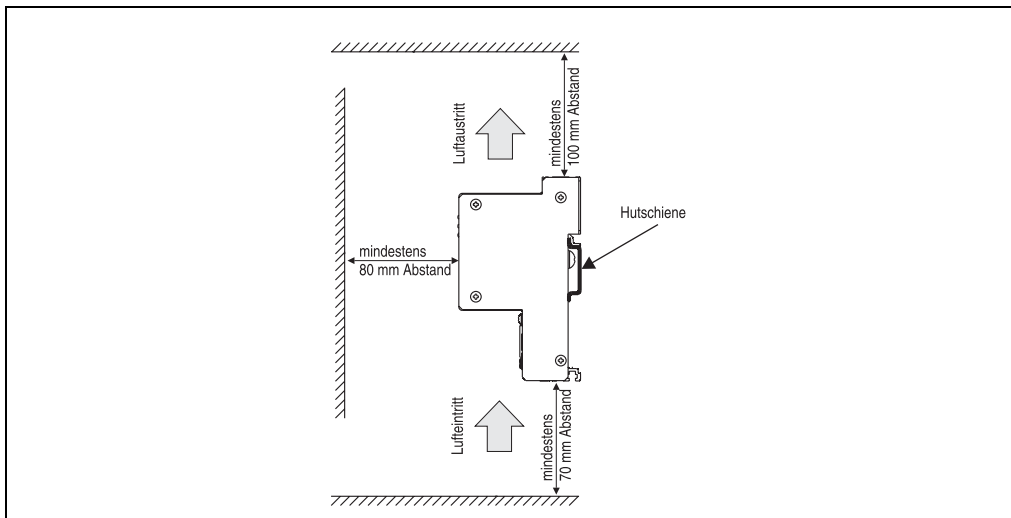 Luftaustritt
mindestens
100 mm Abstand
Hutschiene
mindestens
80 mm Abstand
Lufteintritt
mindestens
70 mm Abstand